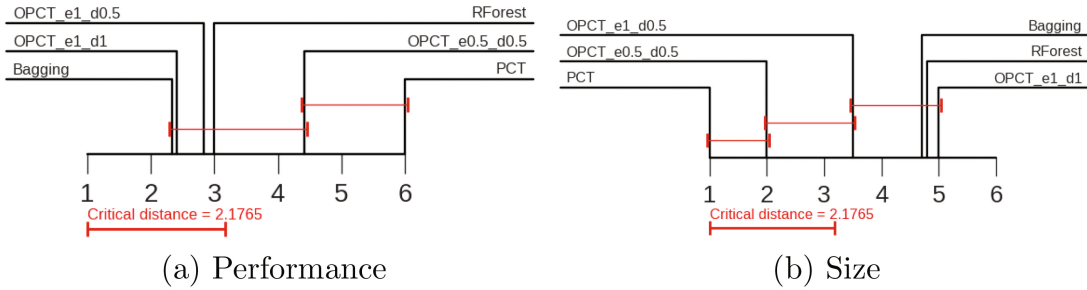 OPCT_e1_d0.5
OPCT_e1_d1
Bagging
RForest
OPCT_e0.5_d0.5
PCT
1 2 3 4 5 6
Critical distance = 2.1765
(a) Performance
OPCT_e1_d0.5
OPCT_e0.5_d0.5
PCT
Bagging
RForest
OPCT_e1_d1
1 2 3 4 5 6
Critical distance = 2.1765
(b) Size